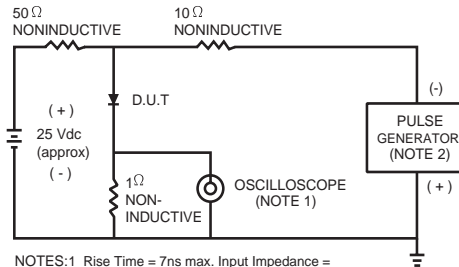 50Ω
NONINDUCTIVE
10Ω
NONINDUCTIVE
(+)
25 Vdc
(approx)
(-)
D.U.T
1Ω
NON-
INDUCTIVE
OSCILLOSCOPE
(NOTE 1)
(-)
PULSE
GENERATOR
(NOTE 2)
(+)
NOTES:1 Rise Time = 7ns max. Input Impedance =